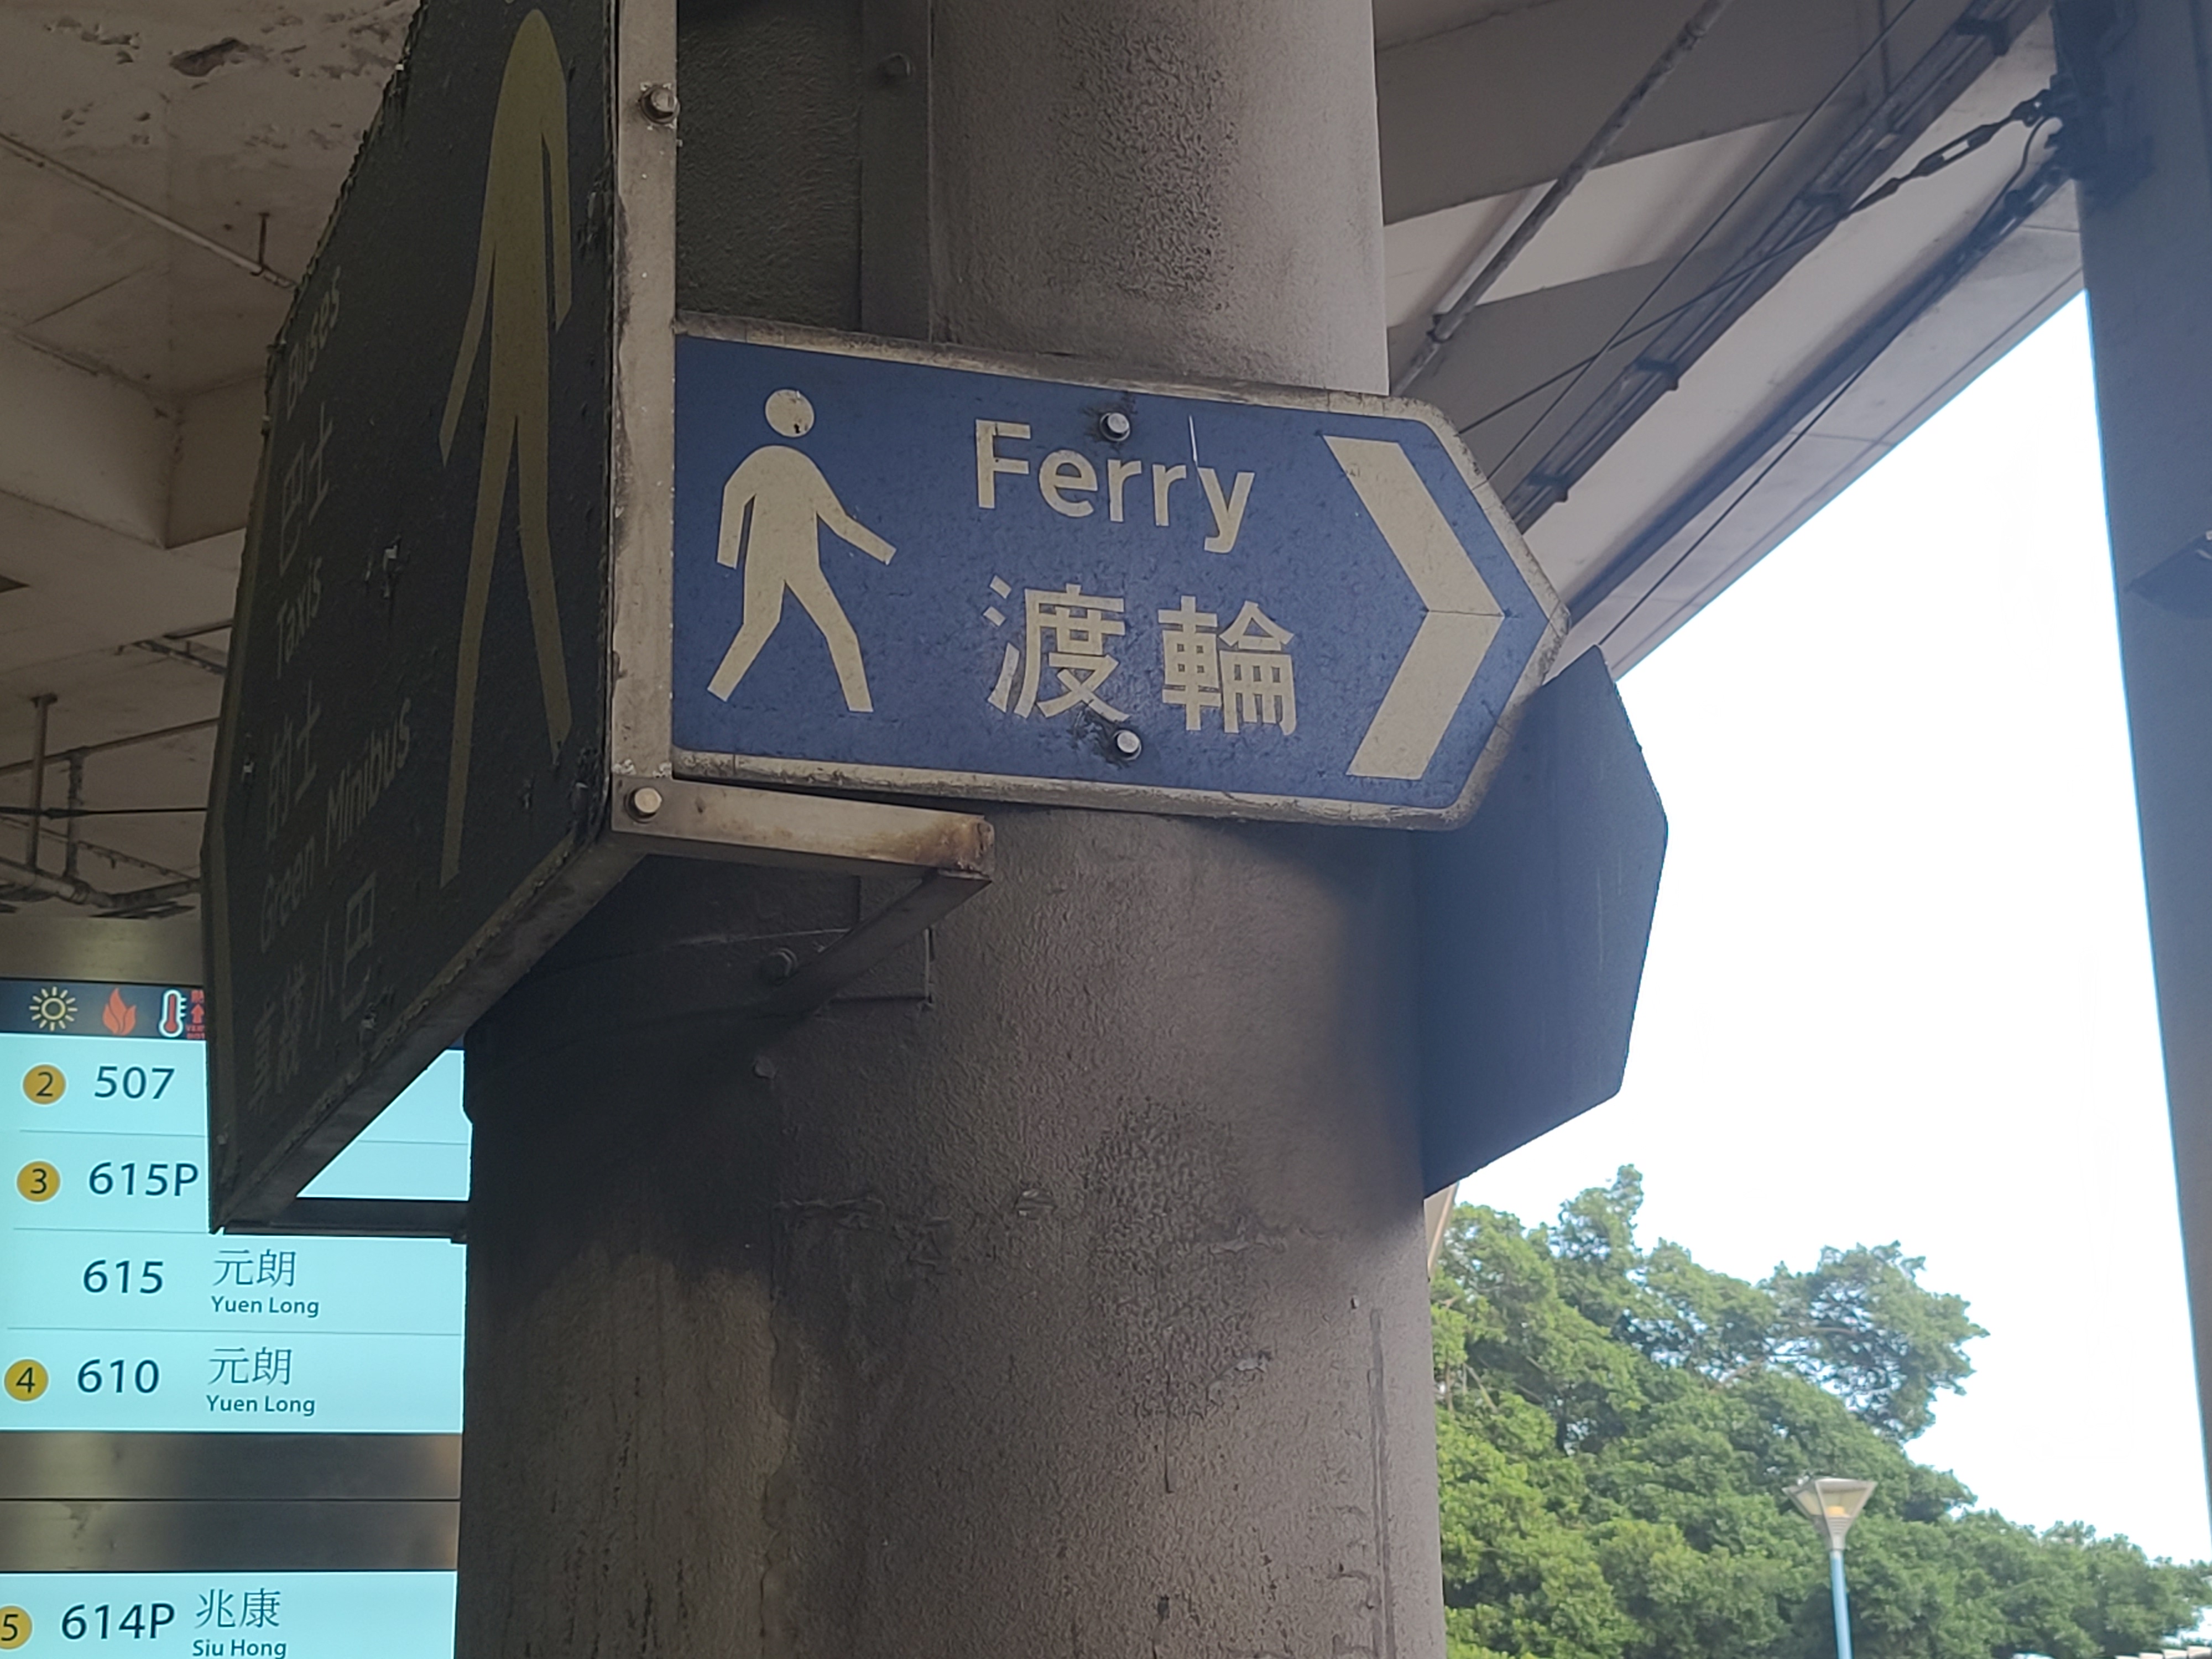 Buses
巴士
Taxis
的士
Green Minibus
專線小巴
Ferry
渡輪
2 507
3 615P
615 元朗
Yuen Long
4 610 元朗
Yuen Long
5 614P 兆康
Siu Hong